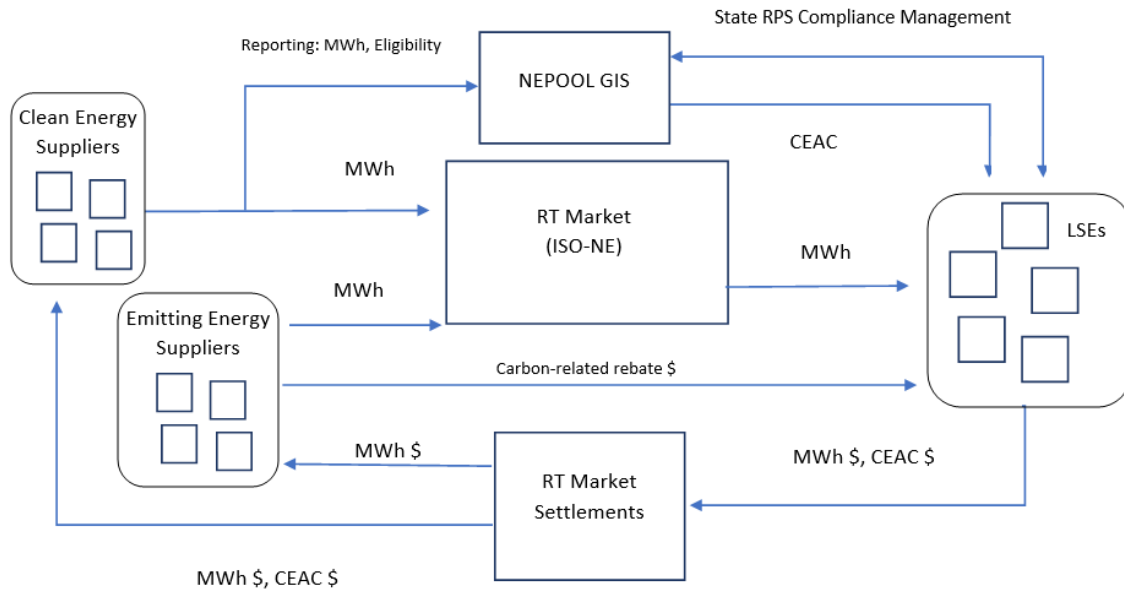 State RPS Compliance Management
Reporting: MWh, Eligibility
NEPOOL GIS
Clean Energy
Suppliers
CEAC
MWh
RT Market
(ISO-NE)
LSEs
MWh
MWh
Emitting Energy
Suppliers
Carbon-related rebate $
MWh $
RT Market
Settlements
MWh $, CEAC $
MWh $, CEAC $